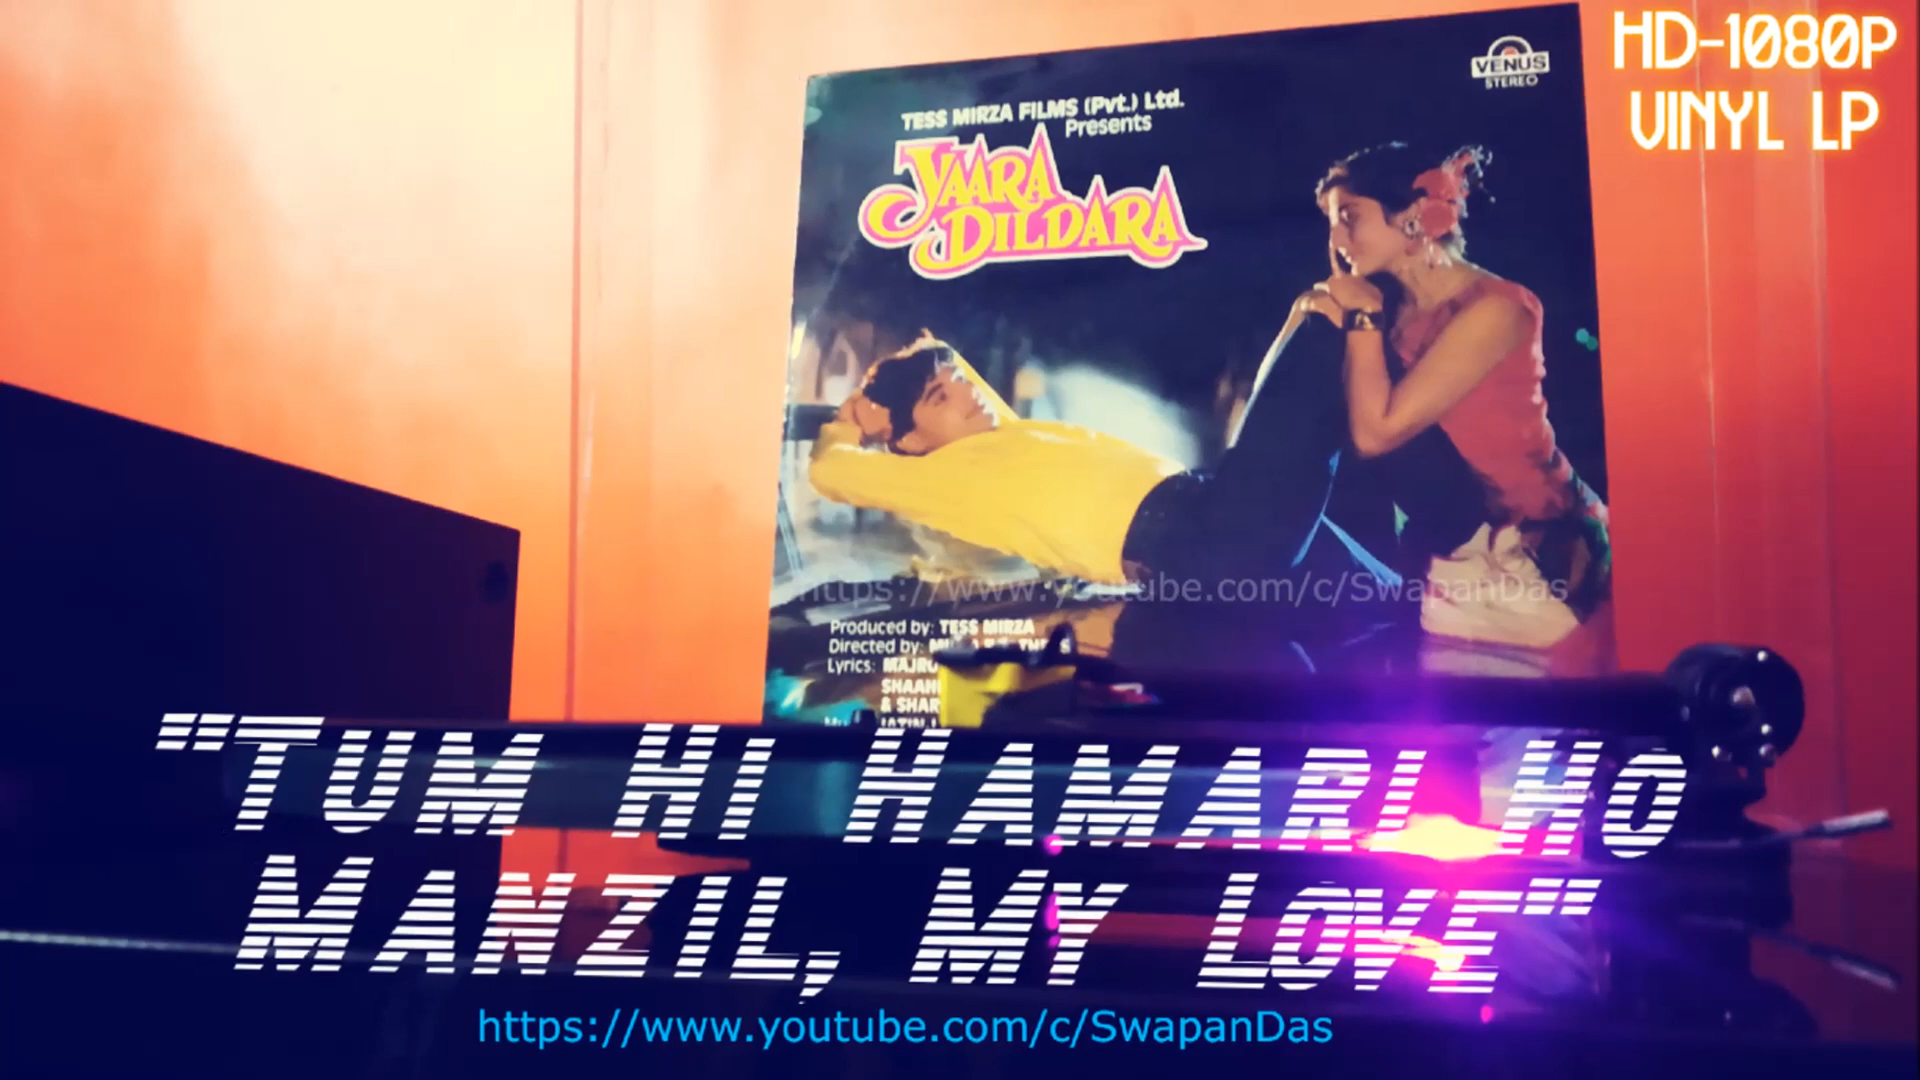 HD-1080P
VINYL LP
VENUS
STEREO
TESS MIRZA FILMS (Pvt.) Ltd.
Presents
YAARA
DILDARA
https://www.youtube.com/c/SwapanDas
Produced by: TESS MIRZA
Directed by:
Lyrics:
"TUM HI HAMARI HO
MANZIL, MY LOVE"
https://www.youtube.com/c/SwapanDas